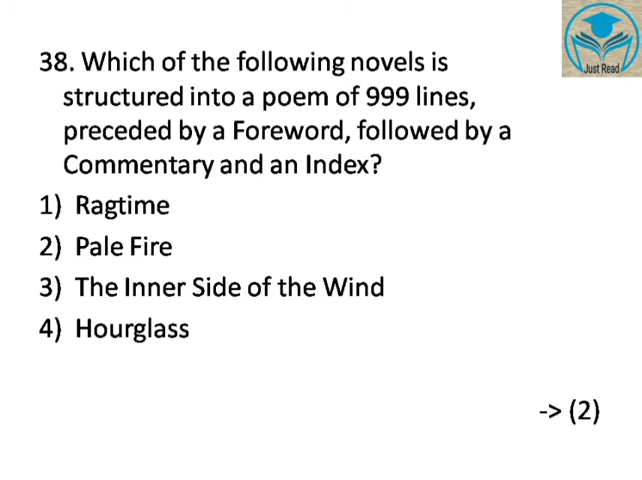 Just Read
38. Which of the following novels is
structured into a poem of 999 lines,
preceded by a Foreword, followed by a
Commentary and an Index?
1) Ragtime
2) Pale Fire
3) The Inner Side of the Wind
4) Hourglass
-> (2)